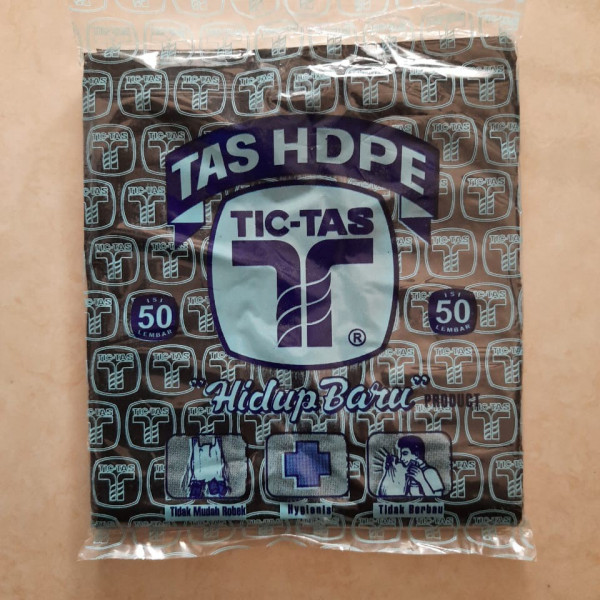 TAS HDPE
TIC-TAS
®
ISI
50
LEMBAR
ISI
50
LEMBAR
"Hidup Baru"
PRODUCT
Tidak Mudah Robek
Hygienis
Tidak Berbau